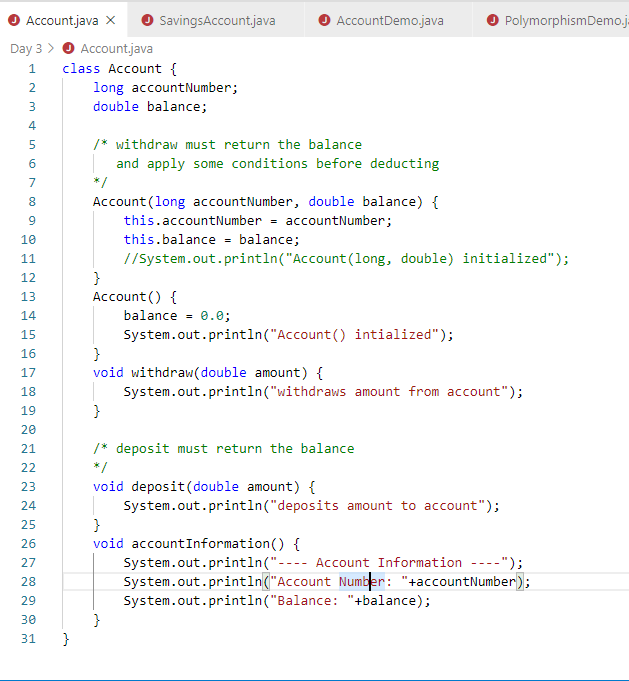 Account.java
SavingsAccount.java
AccountDemo.java
PolymorphismDemo.j
Day 3 > Account.java
1 class Account {
2 long accountNumber;
3 double balance;
4
5 /* withdraw must return the balance
6 and apply some conditions before deducting
7 */
8 Account(long accountNumber, double balance) {
9 this.accountNumber = accountNumber;
10 this.balance = balance;
11 //System.out.println("Account(long, double) initialized");
12 }
13 Account() {
14 balance = 0.0;
15 System.out.println("Account() intialized");
16 }
17 void withdraw(double amount) {
18 System.out.println("withdraws amount from account");
19 }
20
21 /* deposit must return the balance
22 */
23 void deposit(double amount) {
24 System.out.println("deposits amount to account");
25 }
26 void accountInformation() {
27 System.out.println("---- Account Information ----");
28 System.out.println("Account Number: "+accountNumber);
29 System.out.println("Balance: "+balance);
30 }
31 }